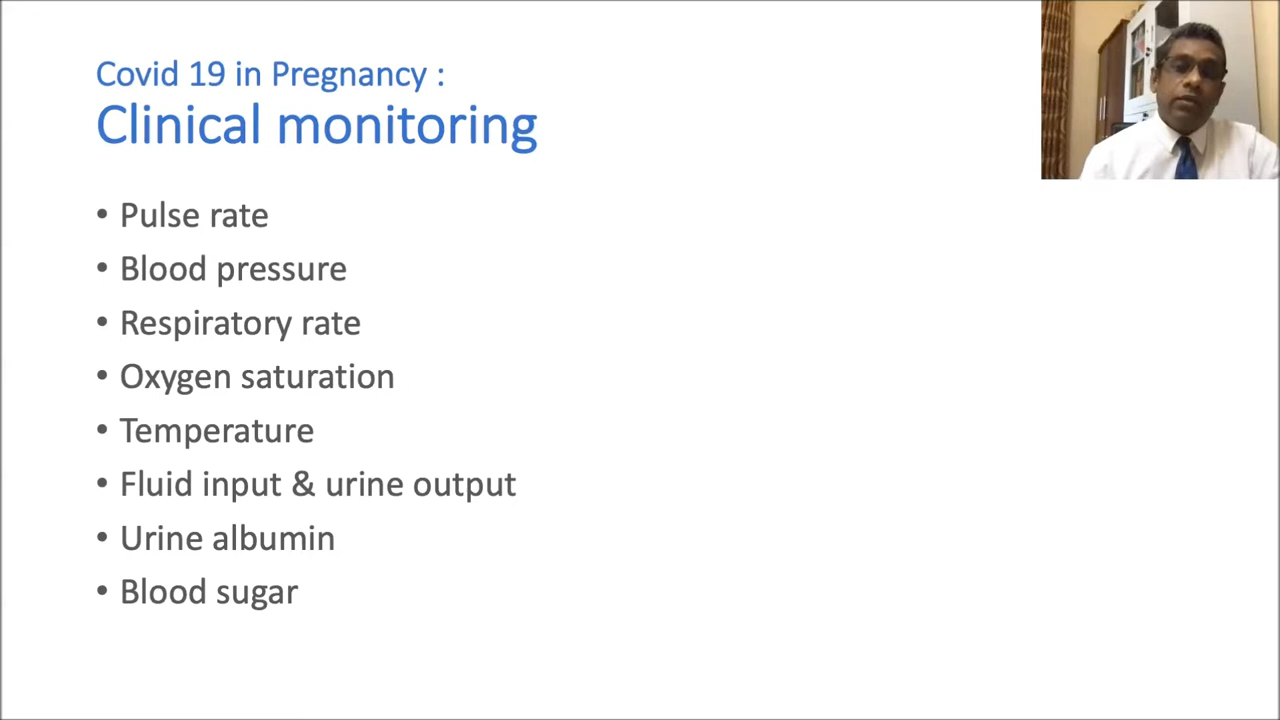 Covid 19 in Pregnancy :
Clinical monitoring
• Pulse rate
• Blood pressure
• Respiratory rate
• Oxygen saturation
• Temperature
• Fluid input & urine output
• Urine albumin
• Blood sugar